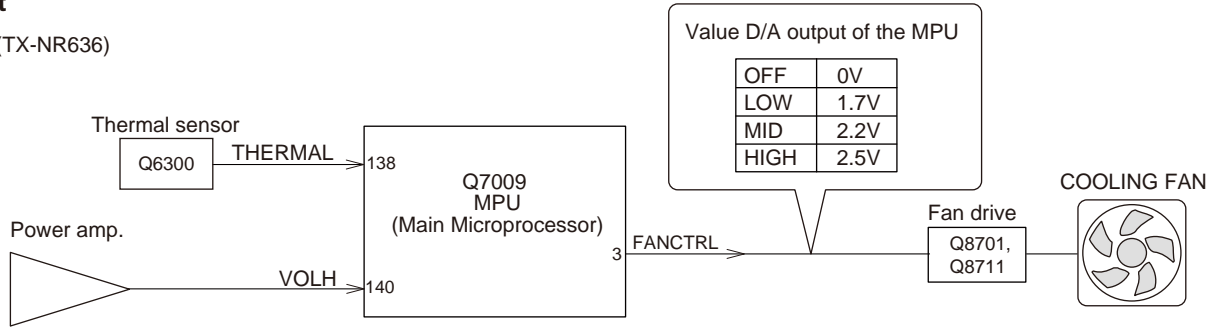 t
(TX-NR636)
Value D/A output of the MPU
OFF 0V
LOW 1.7V
MID 2.2V
HIGH 2.5V
Thermal sensor
Q6300
THERMAL
138
Q7009
MPU
(Main Microprocessor)
Power amp.
VOLH
140
3
FANCTRL
Fan drive
Q8701,
Q8711
COOLING FAN